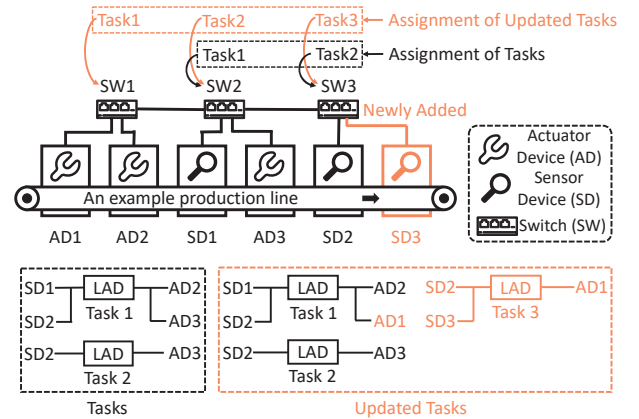 Task1 Task2 Task3 Assignment of Updated Tasks
Task1 Task2 Assignment of Tasks
SW1 SW2 SW3
Newly Added
Actuator
Device (AD)
Sensor
Device (SD)
Switch (SW)
An example production line
AD1 AD2 SD1 AD3 SD2 SD3
SD1 LAD AD2
Task 1
SD2 AD3
SD2 LAD AD3
Task 2
Tasks
SD1 LAD AD2
Task 1
SD2 AD1
SD2 LAD AD3
Task 2
SD2 LAD AD1
Task 3
SD3
Updated Tasks